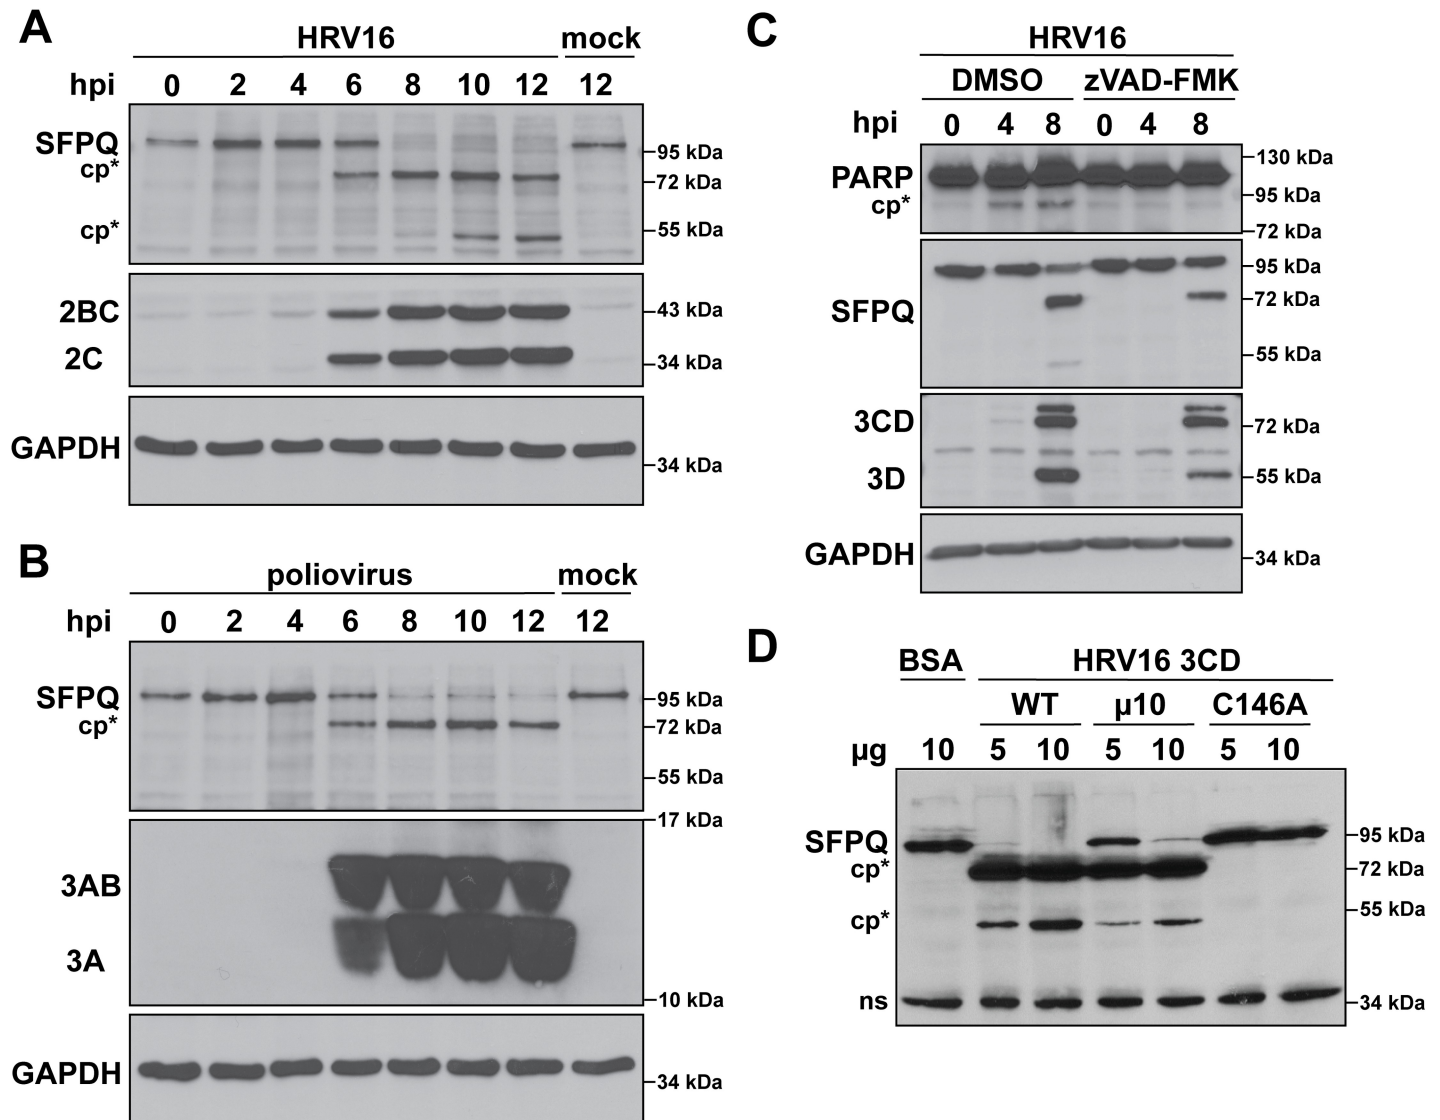 A
HRV16 mock
hpi 0 2 4 6 8 10 12 12
SFPQ
cp*
cp*
95 kDa
72 kDa
55 kDa
2BC
2C
43 kDa
34 kDa
GAPDH
34 kDa
B
poliovirus mock
hpi 0 2 4 6 8 10 12 12
SFPQ
cp*
95 kDa
72 kDa
55 kDa
17 kDa
3AB
3A
10 kDa
GAPDH
34 kDa
C
HRV16
DMSO zVAD-FMK
hpi 0 4 8 0 4 8
PARP
cp*
130 kDa
95 kDa
72 kDa
SFPQ
95 kDa
72 kDa
55 kDa
3CD
3D
72 kDa
55 kDa
GAPDH
34 kDa
D
BSA HRV16 3CD
WT µ10 C146A
µg 10 5 10 5 10 5 10
SFPQ
cp*
cp*
ns
95 kDa
72 kDa
55 kDa
34 kDa